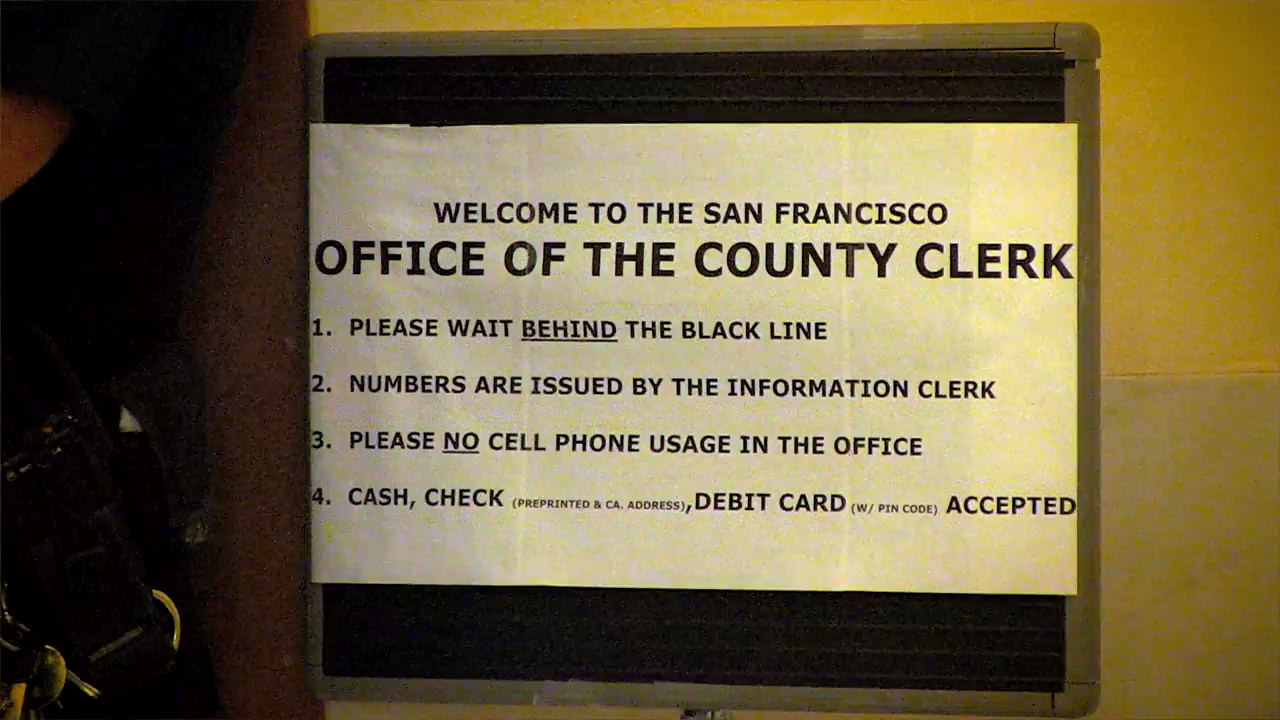 WELCOME TO THE SAN FRANCISCO
OFFICE OF THE COUNTY CLERK
1. PLEASE WAIT BEHIND THE BLACK LINE
2. NUMBERS ARE ISSUED BY THE INFORMATION CLERK
3. PLEASE NO CELL PHONE USAGE IN THE OFFICE
4. CASH, CHECK (PREPRINTED & CA. ADDRESS), DEBIT CARD (W/ PIN CODE) ACCEPTED